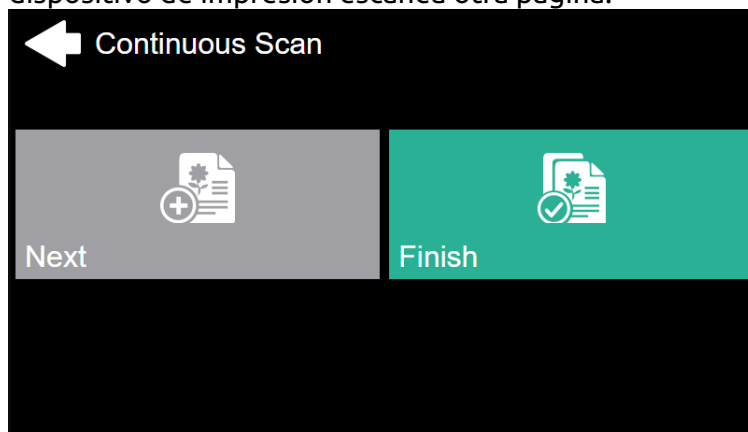 dispositivo de impresión escanea otra página.
Continuous Scan
Next
Finish